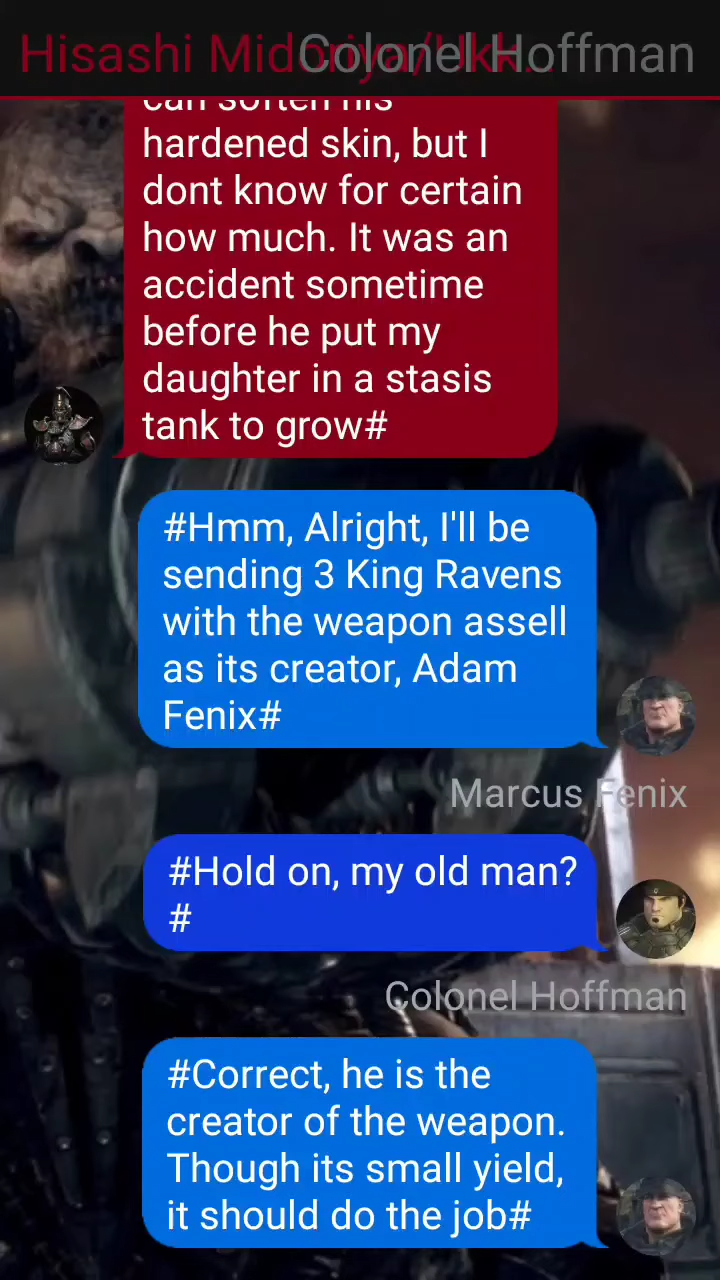 Hisashi Midoriya/Ukk...
Colonel Hoffman
can soften his
hardened skin, but I
dont know for certain
how much. It was an
accident sometime
before he put my
daughter in a stasis
tank to grow#
#Hmm, Alright, I'll be
sending 3 King Ravens
with the weapon assell
as its creator, Adam
Fenix#
Marcus Fenix
#Hold on, my old man?
#
Colonel Hoffman
#Correct, he is the
creator of the weapon.
Though its small yield,
it should do the job#